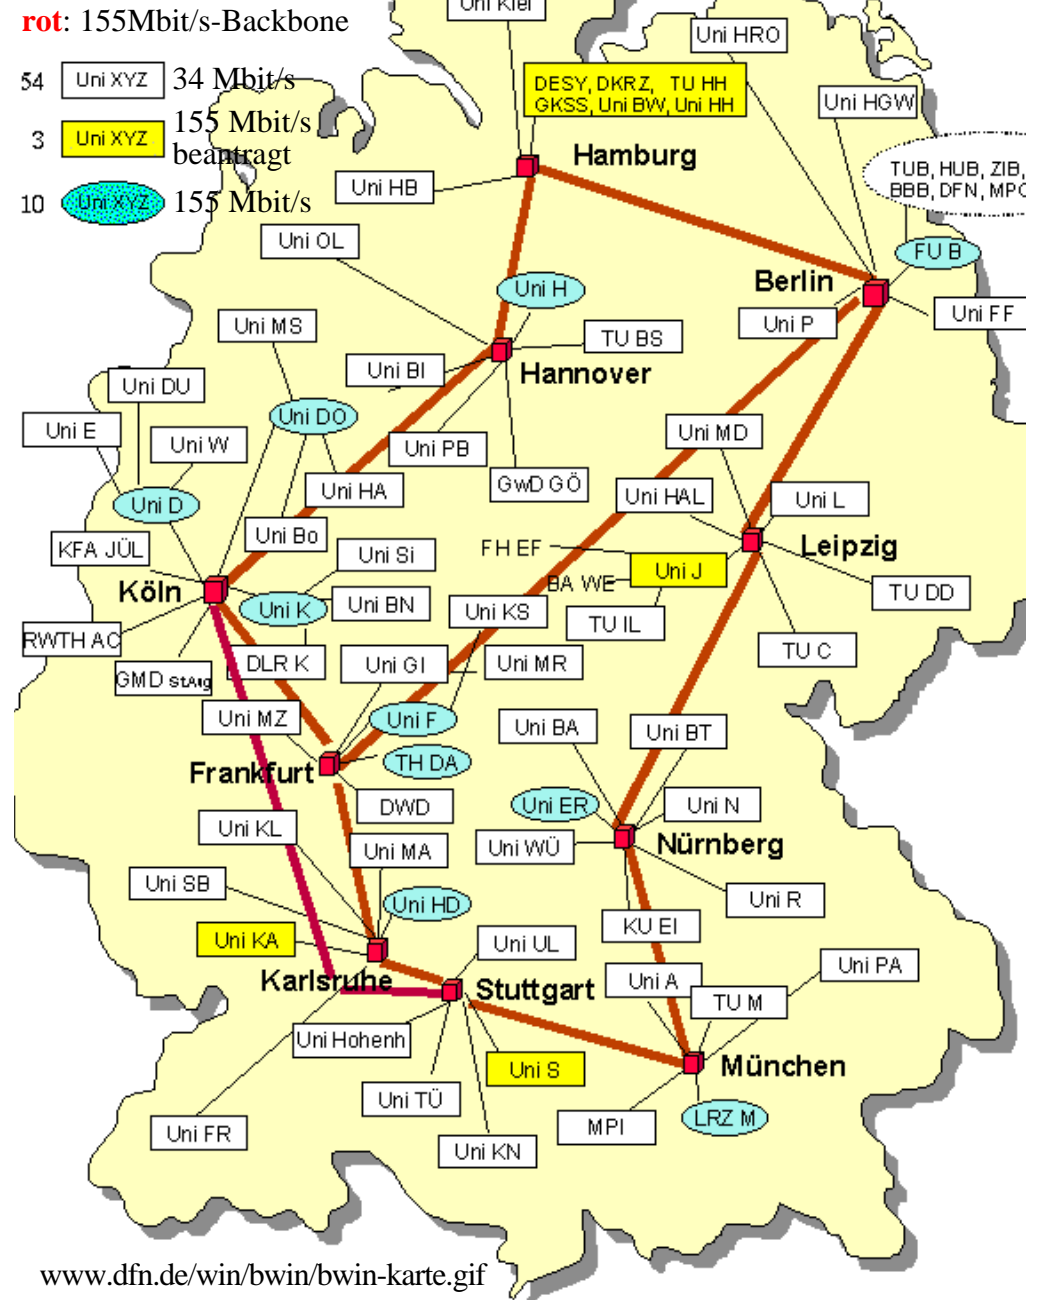 Uni Kiel
rot: 155Mbit/s-Backbone
Uni HRO
54 Uni XYZ 34 Mbit/s
DESY, DKRZ, TU HH
GKSS, Uni BW, Uni HH
Uni HGW
3 Uni XYZ 155 Mbit/s
beantragt
Hamburg
TUB, HUB, ZIB,
BBB, DFN,
10 Uni XYZ 155 Mbit/s
Uni HB
Uni OL
FU B
Berlin
Uni H
Uni FF
Uni P
Uni MS
TU BS
Uni BI
Hannover
Uni DU
Uni DO
Uni E
Uni W
Uni PB
Uni MD
Uni HA
GWD GÖ
Uni HAL
Uni L
Uni D
Uni Bo
KFA JÜL
Uni Si
FH EF
Leipzig
Uni J
BA WE
Köln
Uni K
Uni BN
Uni KS
TU DD
TU IL
RWTH AC
TU C
DLR K
Uni GI
Uni MR
GMD StAug
Uni MZ
Uni F
Uni BA
Uni BT
Frankfurt
TH DA
DWD
Uni ER
Uni N
Uni KL
Uni MA
Uni WÜ
Nürnberg
Uni SB
Uni HD
Uni R
Uni KA
KU EI
Uni UL
Karlsruhe
Stuttgart
Uni A
Uni PA
TU M
Uni Hohenh
Uni S
München
Uni TÜ
LRZ M
Uni FR
MPI
Uni KN
www.dfn.de/win/bwin/bwin-karte.gif